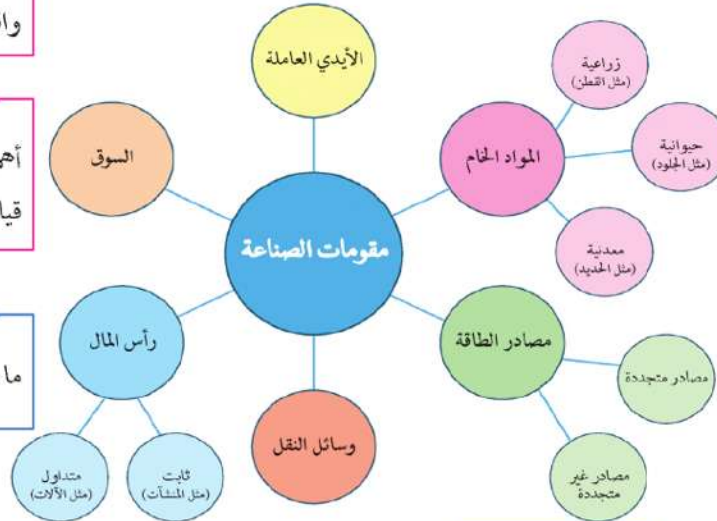 الأيدي العاملة
زراعية
(مثل القطن)
المواد الخام
حيوانية
(مثل الجلود)
معدنية
(مثل الحديد)
السوق
مقومات الصناعة
رأس المال
مصادر الطاقة
مصادر متجددة
مصادر غير
متجددة
وسائل النقل
ثابت
(مثل المنشآت)
متداول
(مثل الآلات)
ما